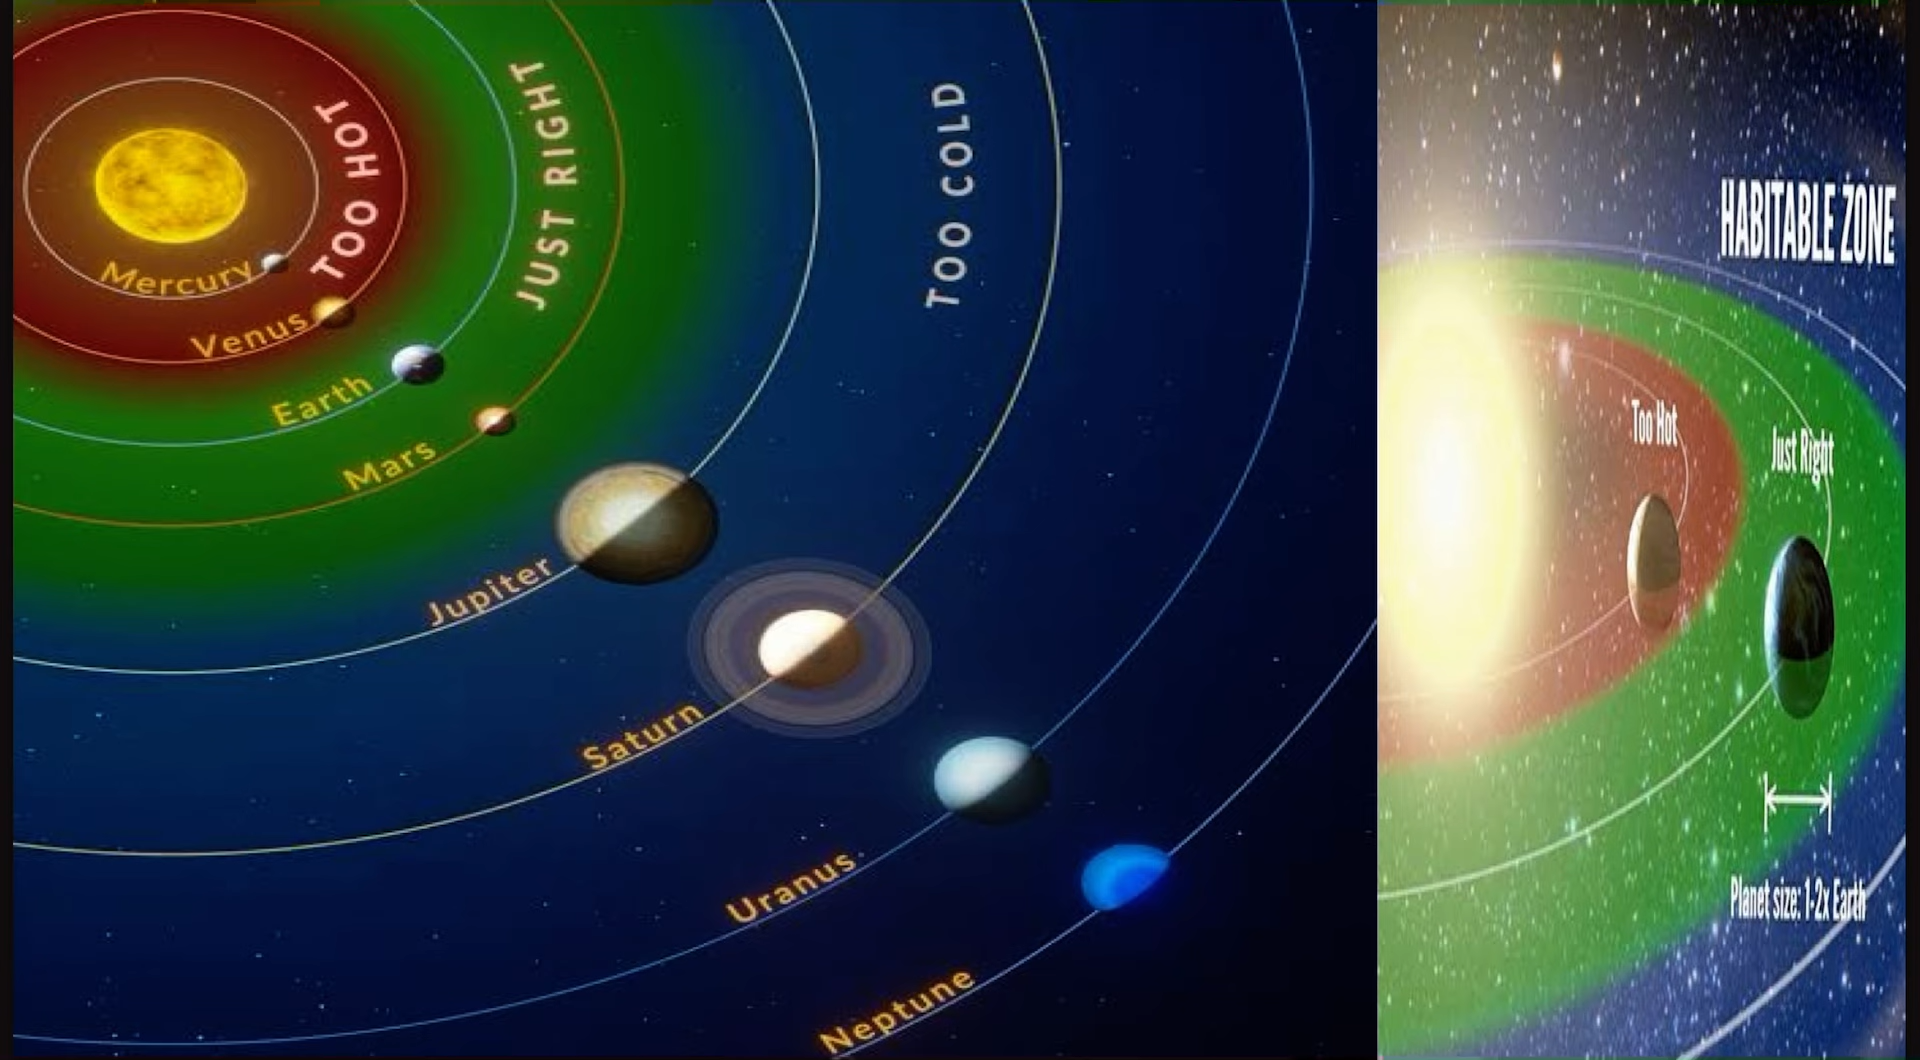 TOO HOT
JUST RIGHT
TOO COLD
Mercury
Venus
Earth
Mars
Jupiter
Saturn
Uranus
Neptune
HABITABLE ZONE
Too Hot
Just Right
Planet size: 1-2x Earth